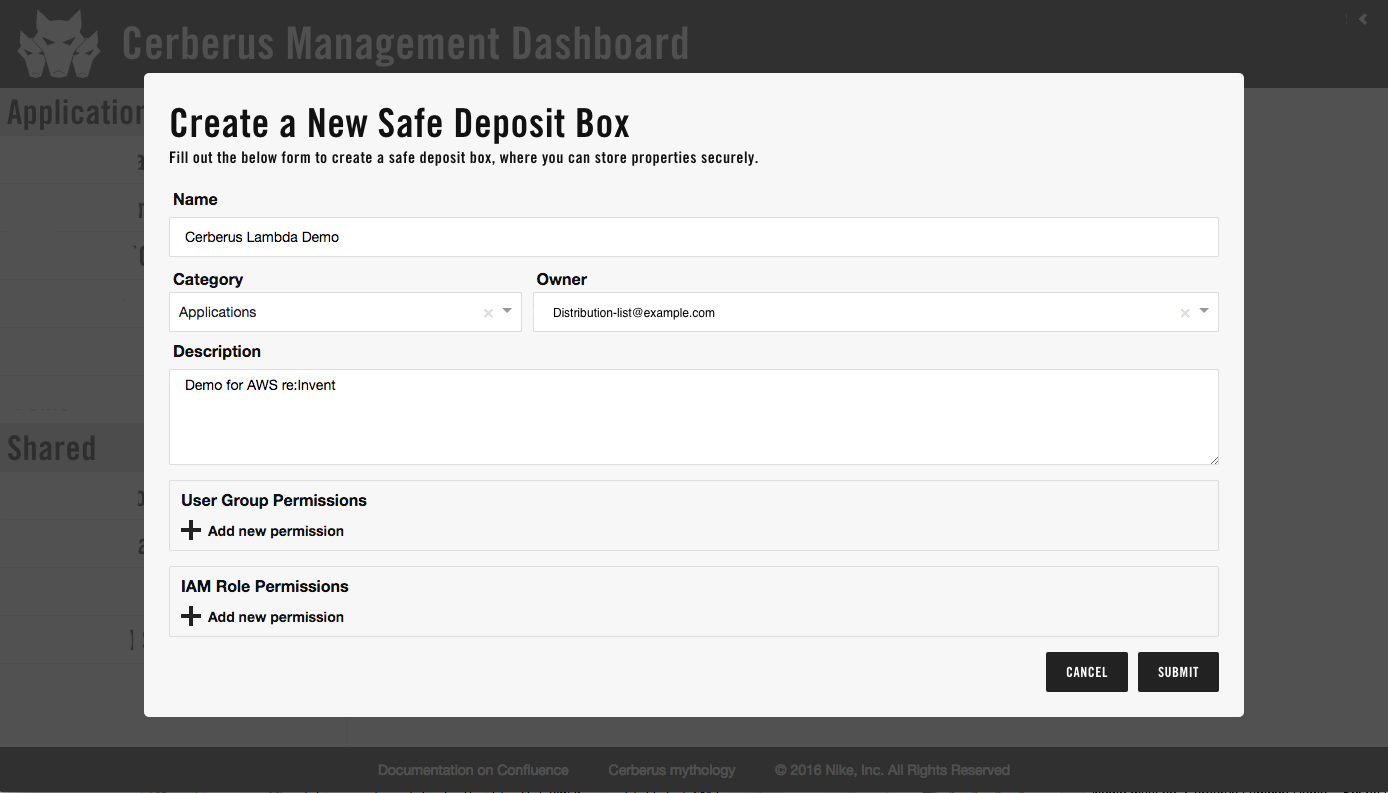 Cerberus Management Dashboard
Create a New Safe Deposit Box
Fill out the below form to create a safe deposit box, where you can store properties securely.
Name
Cerberus Lambda Demo
Category
Owner
Applications
Distribution-list@example.com
Description
Demo for AWS re:Invent
User Group Permissions
Add new permission
IAM Role Permissions
Add new permission
CANCEL
SUBMIT
Shared
Documentation on Confluence
Cerberus mythology
© 2016 Nike, Inc. All Rights Reserved